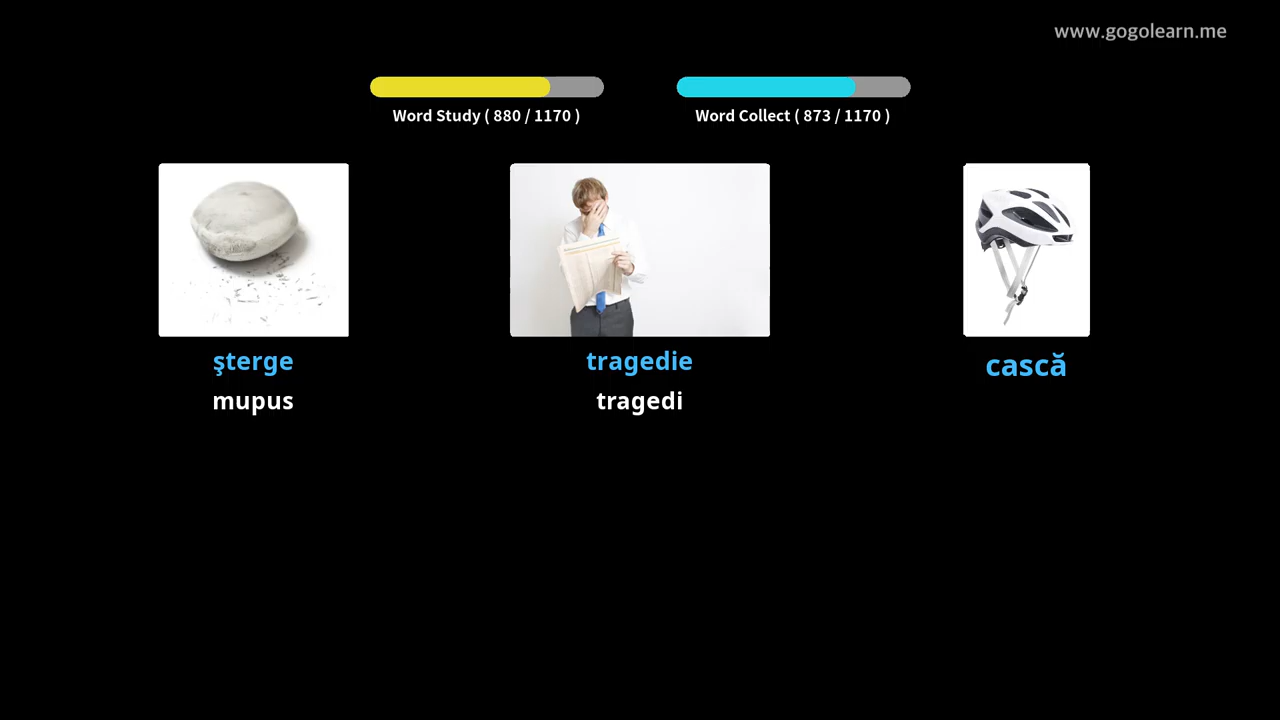 www.gogolearn.me
Word Study ( 880 / 1170 )
Word Collect ( 873 / 1170 )
şterge
tragedie
cască
mupus
tragedi